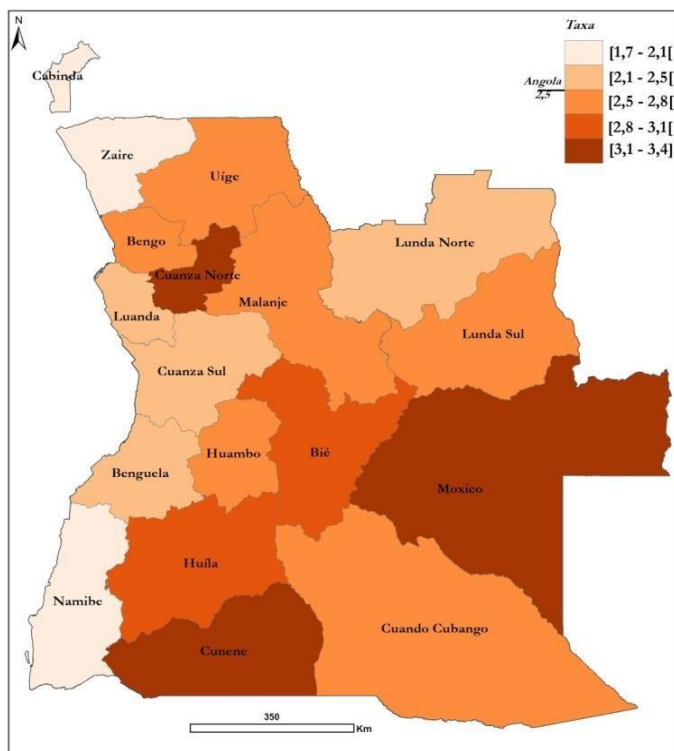 N
Taxa
[1,7 - 2,1[
[2,1 - 2,5[
Angola
2,5
[2,5 - 2,8[
[2,8 - 3,1[
[3,1 - 3,4]
Cabinda
Zaire
Uíge
Bengo
Lunda Norte
Cuanza Norte
Malanje
Luanda
Lunda Sul
Cuanza Sul
Huambo
Bié
Benguela
Moxico
Huíla
Namibe
Cuando Cubango
Cunene
350
Km